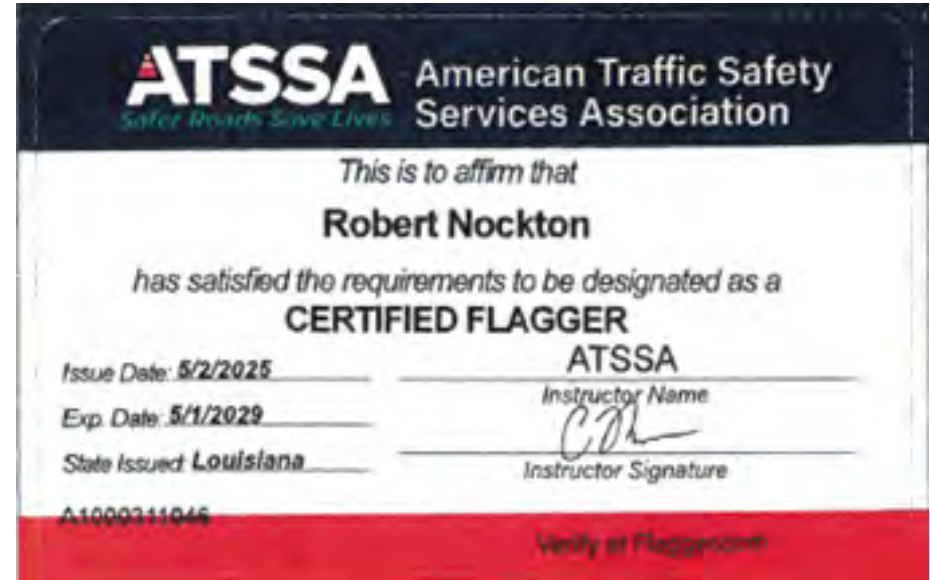 ATSSA
Safer Roads Save Lives
American Traffic Safety
Services Association
This is to affirm that
Robert Nockton
has satisfied the requirements to be designated as a
CERTIFIED FLAGGER
Issue Date: 5/2/2025
ATSSA
Instructor Name
Exp. Date: 5/1/2029
State Issued: Louisiana
Instructor Signature
A1000311046
Verify at